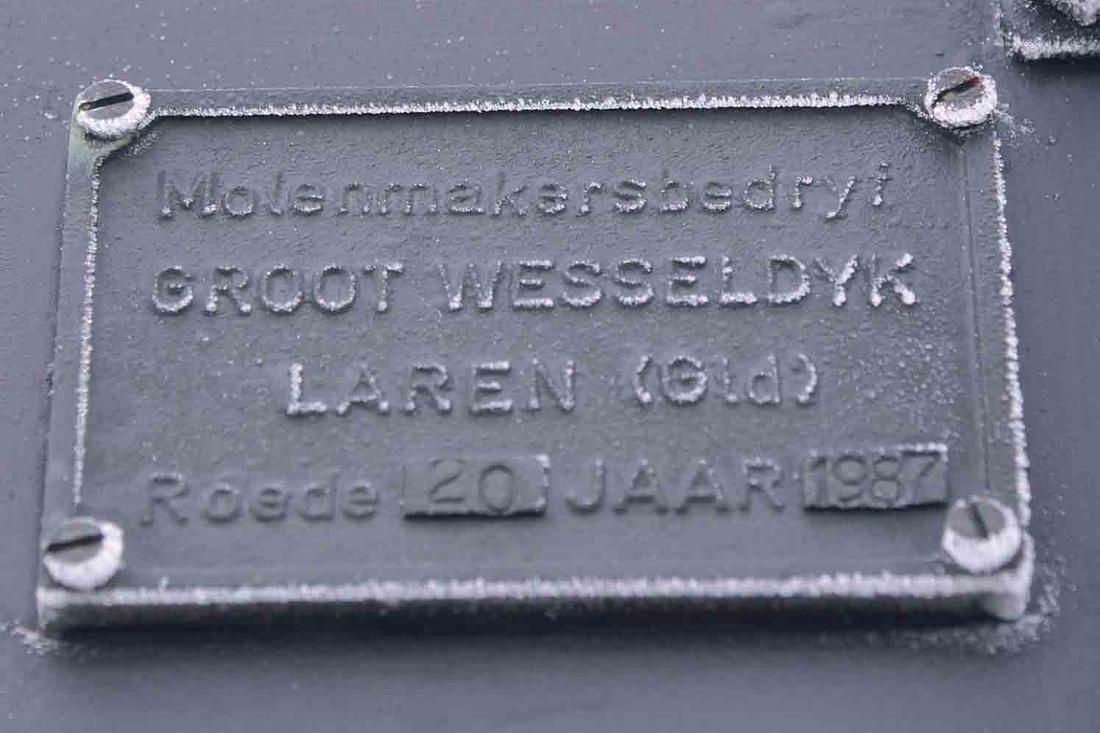 Molenmakersbedryf
GROOT WESSELDYK
LAREN (Gld)
Roede 20 JAAR 1987